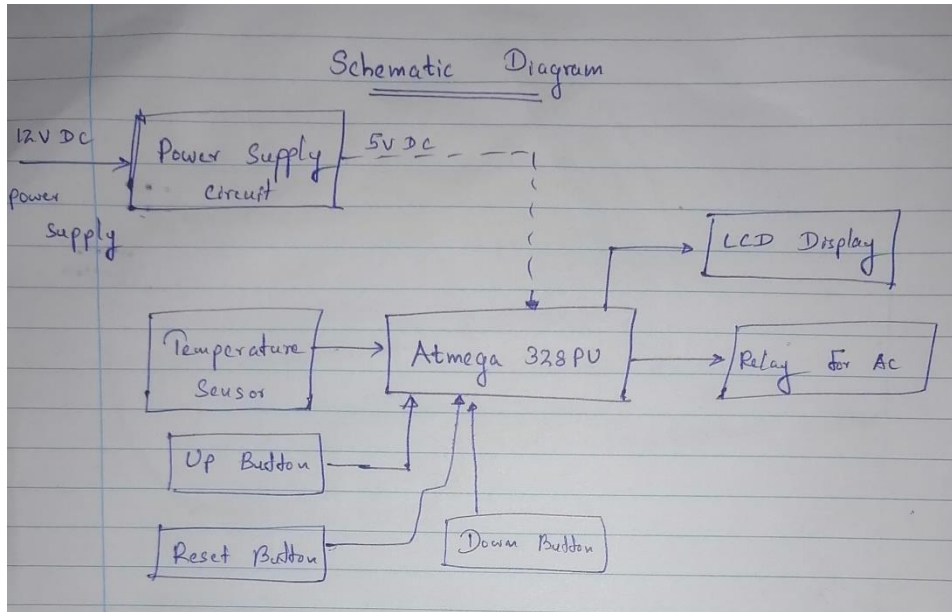 Schematic Diagram
12V DC
power
supply
Power Supply
Circuit
5V DC
LCD Display
Temperature
Sensor
Atmega 328PU
Relay for AC
Up Button
Reset Button
Down Button